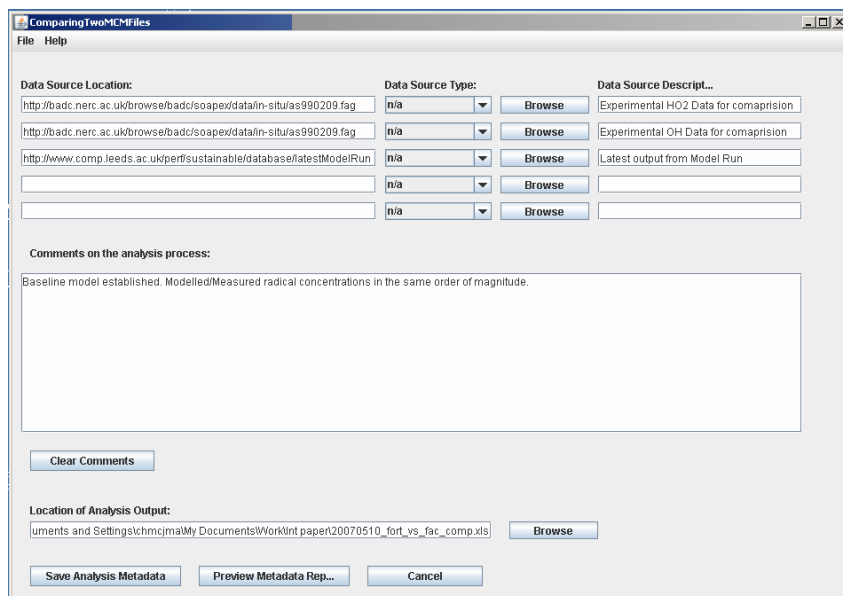 ComparingTwoMCMFiles
File Help
Data Source Location: Data Source Type: Data Source Descript...
http://badc.nerc.ac.uk/browse/badc/soapex/data/in-situ/as990209.fag n/a Browse Experimental HO2 Data for comaprision
http://badc.nerc.ac.uk/browse/badc/soapex/data/in-situ/as990209.fag n/a Browse Experimental OH Data for comaprision
http://www.comp.leeds.ac.uk/perf/sustainable/database/latestModelRun n/a Browse Latest output from Model Run
n/a Browse
n/a Browse
Comments on the analysis process:
Baseline model established. Modelled/Measured radical concentrations in the same order of magnitude.
Clear Comments
Location of Analysis Output:
uments and Settings\chmcjma\My Documents\Work\Int paper\20070510_fort_vs_fac_comp.xls Browse
Save Analysis Metadata Preview Metadata Rep... Cancel